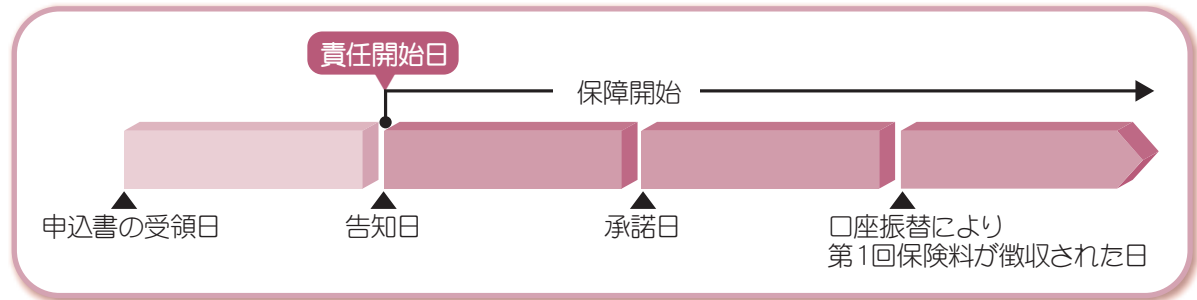 責任開始日
保障開始
申込書の受領日
告知日
承諾日
口座振替により
第1回保険料が徴収された日